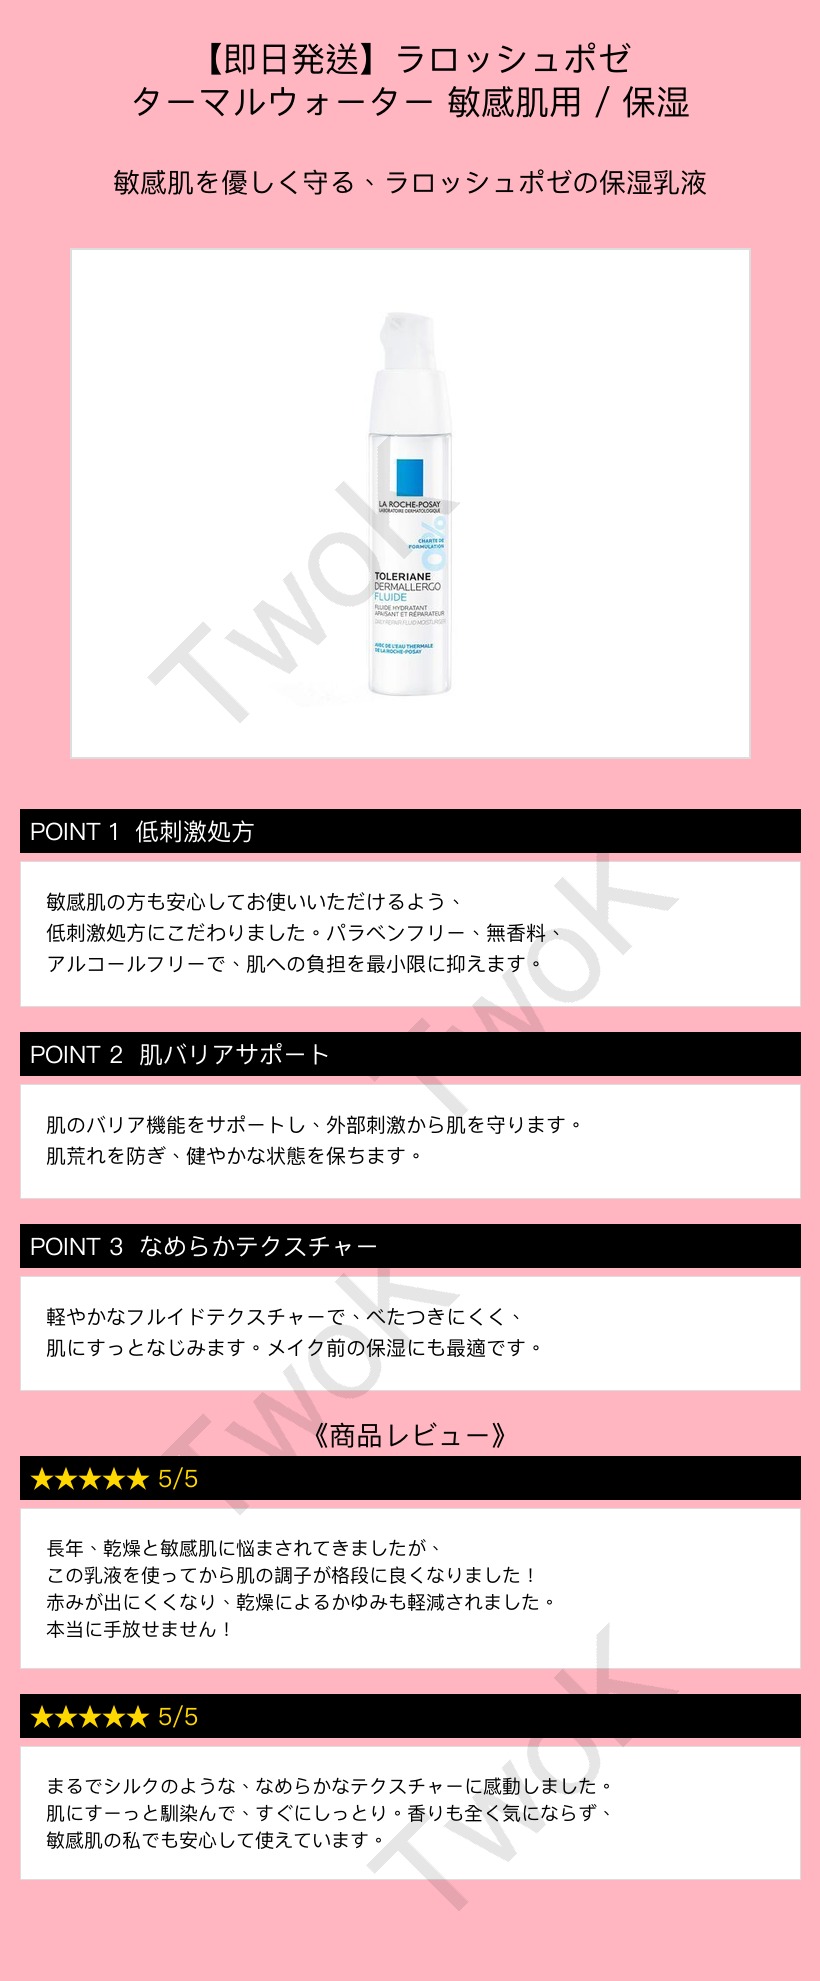 【即日発送】ラロッシュポゼ
ターマルウォーター 敏感肌用 / 保湿
敏感肌を優しく守る、ラロッシュポゼの保湿乳液
LA ROCHE-POSAY
LABORATOIRE DERMATOLOGIQUE
0%
CHARTE DE
FORMULATION
TOLERIANE
DERMALLERGO
FLUIDE
FLUIDE HYDRATANT
APAISANT ET RÉPARATEUR
DAILY REPAIR FLUID MOISTURISER
AVEC DE L'EAU THERMALE
DE LA ROCHE-POSAY
Twok
POINT 1 低刺激処方
敏感肌の方も安心してお使いいただけるよう、
低刺激処方にこだわりました。パラベンフリー、無香料、
アルコールフリーで、肌への負担を最小限に抑えます。
Twok
POINT 2 肌バリアサポート
肌のバリア機能をサポートし、外部刺激から肌を守ります。
肌荒れを防ぎ、健やかな状態を保ちます。
POINT 3 なめらかテクスチャー
軽やかなフルイドテクスチャーで、べたつきにくく、
肌にすっとなじみます。メイク前の保湿にも最適です。
Twok
《商品レビュー》
★★★★★ 5/5
長年、乾燥と敏感肌に悩まされてきましたが、
この乳液を使ってから肌の調子が格段に良くなりました！
赤みが出にくくなり、乾燥によるかゆみも軽減されました。
本当に手放せません！
★★★★★ 5/5
まるでシルクのような、なめらかなテクスチャーに感動しました。
肌にすーっと馴染んで、すぐにしっとり。香りも全く気にならず、
敏感肌の私でも安心して使えています。
Twok